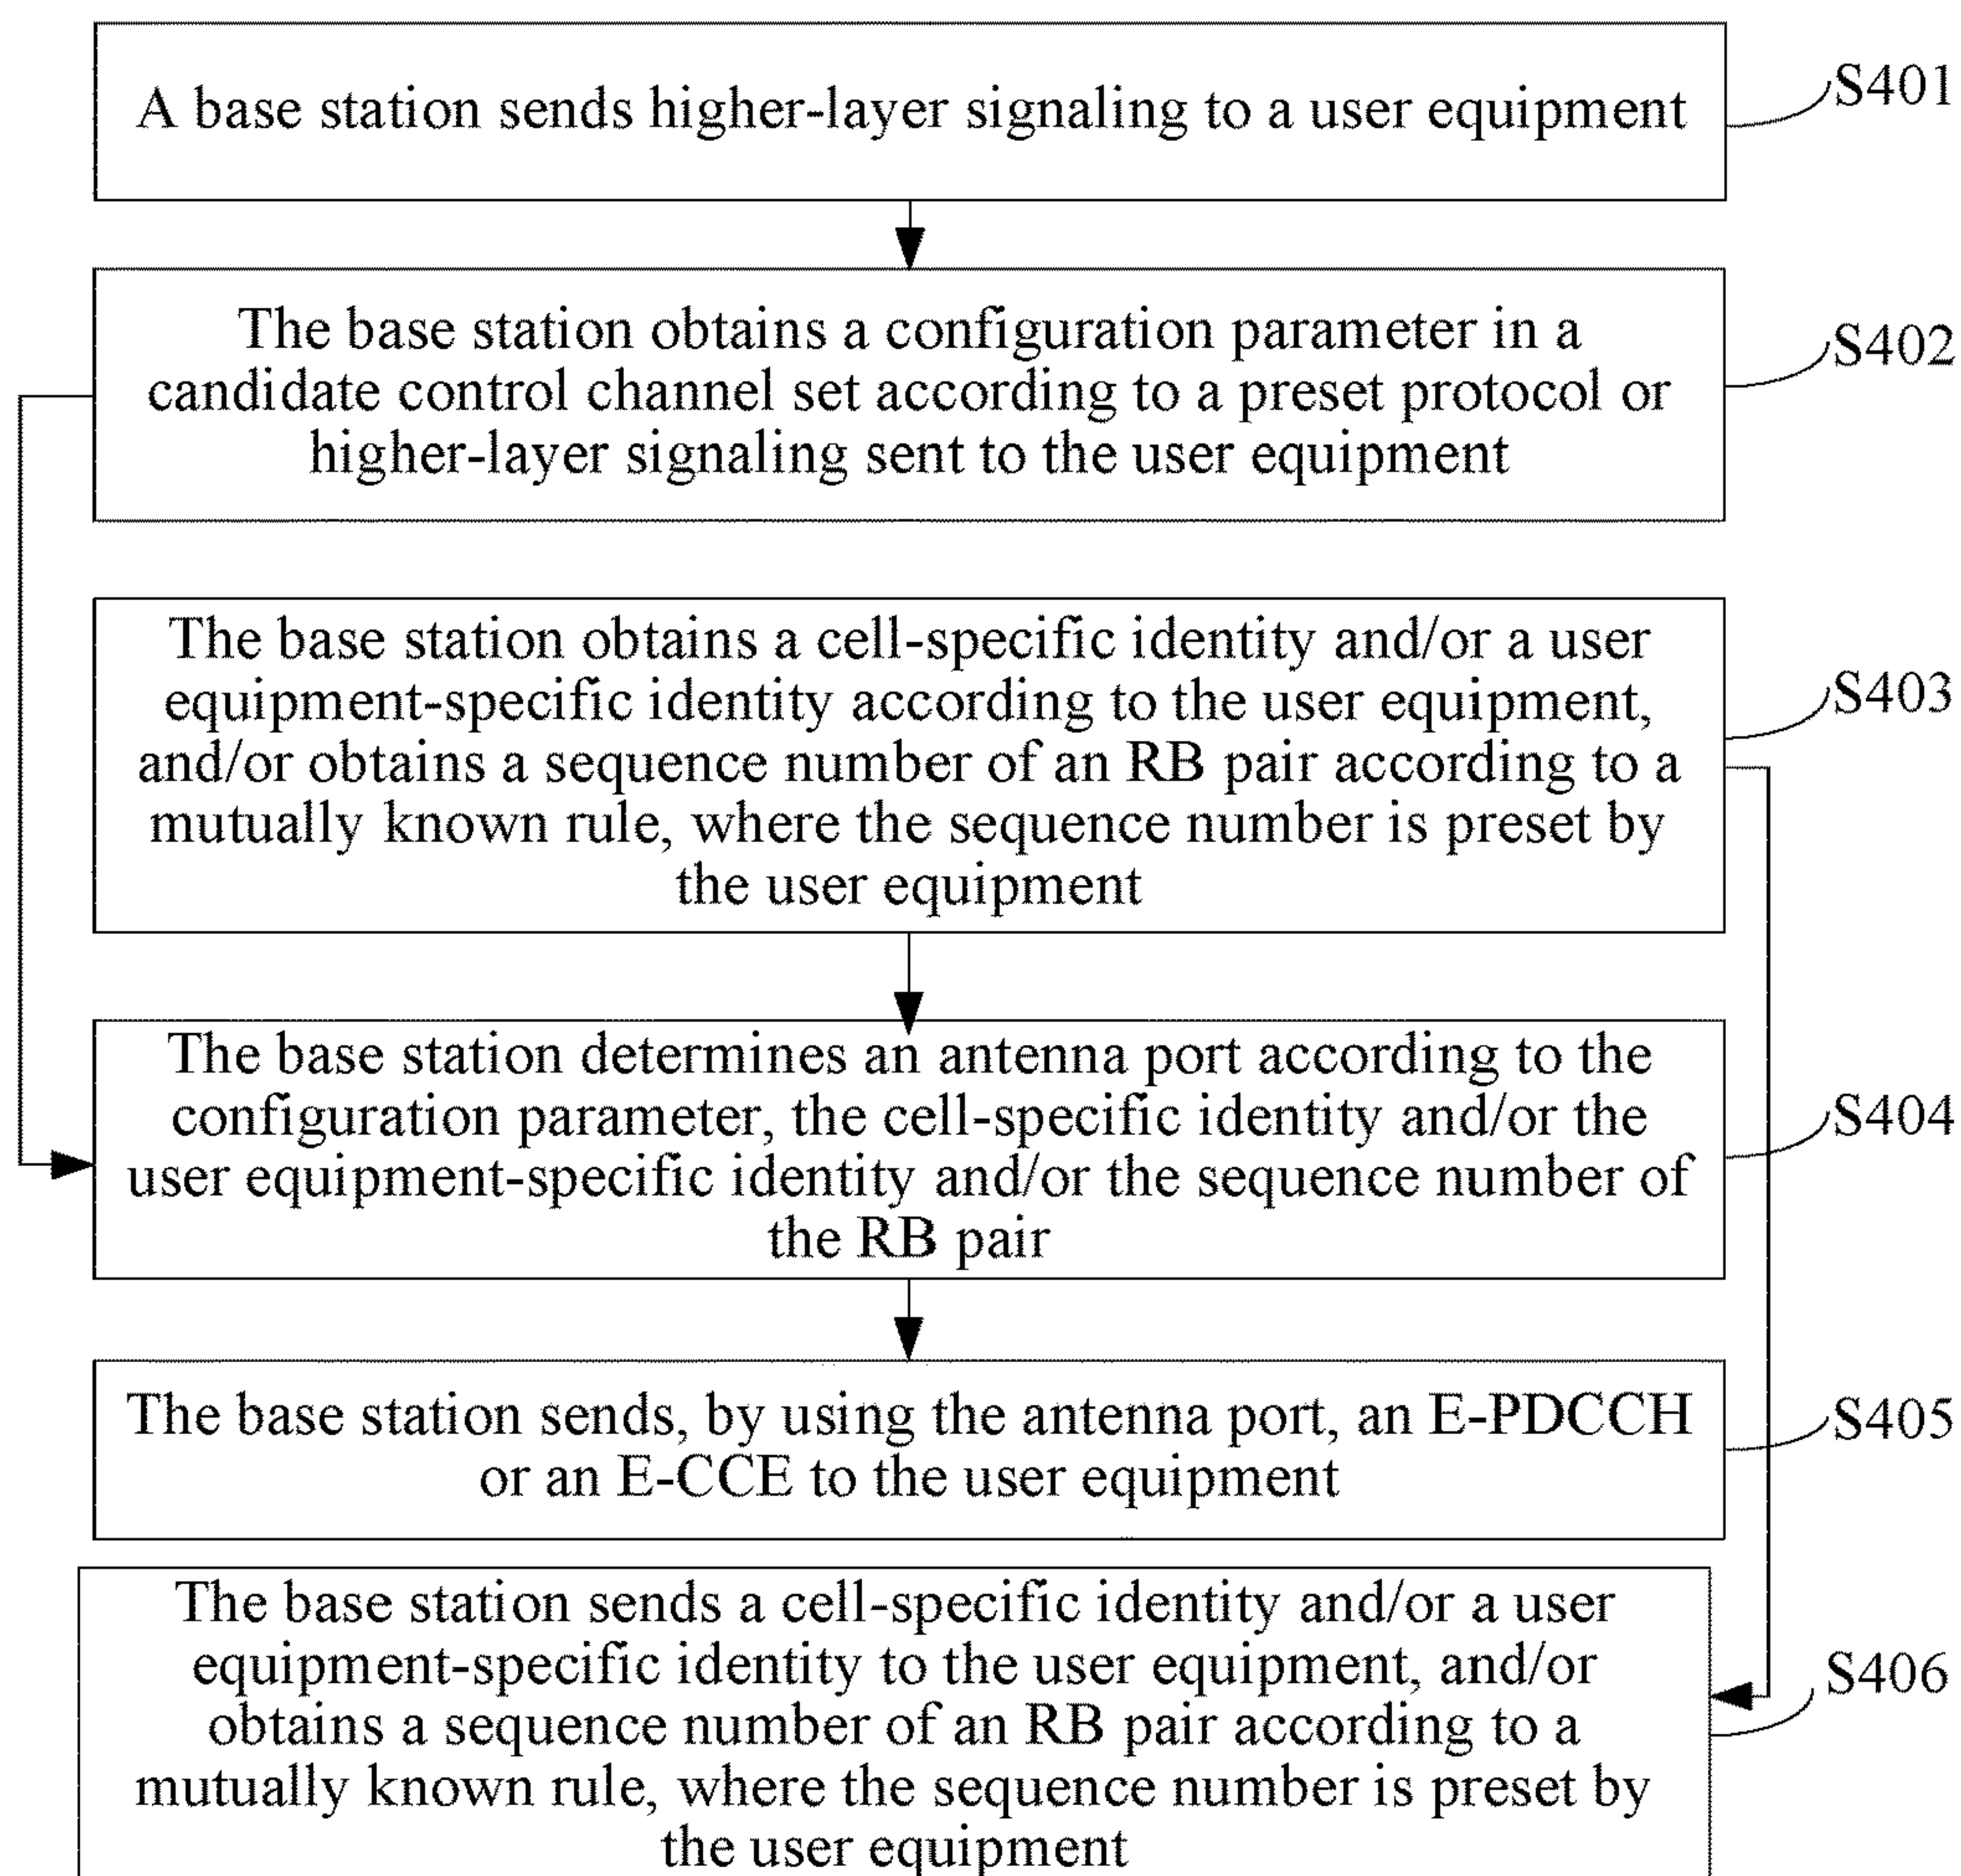 A base station sends higher-layer signaling to a user equipment
S401
The base station obtains a configuration parameter in a
candidate control channel set according to a preset protocol or
higher-layer signaling sent to the user equipment
S402
The base station obtains a cell-specific identity and/or a user
equipment-specific identity according to the user equipment,
and/or obtains a sequence number of an RB pair according to a
mutually known rule, where the sequence number is preset by
the user equipment
S403
The base station determines an antenna port according to the
configuration parameter, the cell-specific identity and/or the
user equipment-specific identity and/or the sequence number of
the RB pair
S404
The base station sends, by using the antenna port, an E-PDCCH
or an E-CCE to the user equipment
S405
The base station sends a cell-specific identity and/or a user
equipment-specific identity to the user equipment, and/or
obtains a sequence number of an RB pair according to a
mutually known rule, where the sequence number is preset by
the user equipment
S406